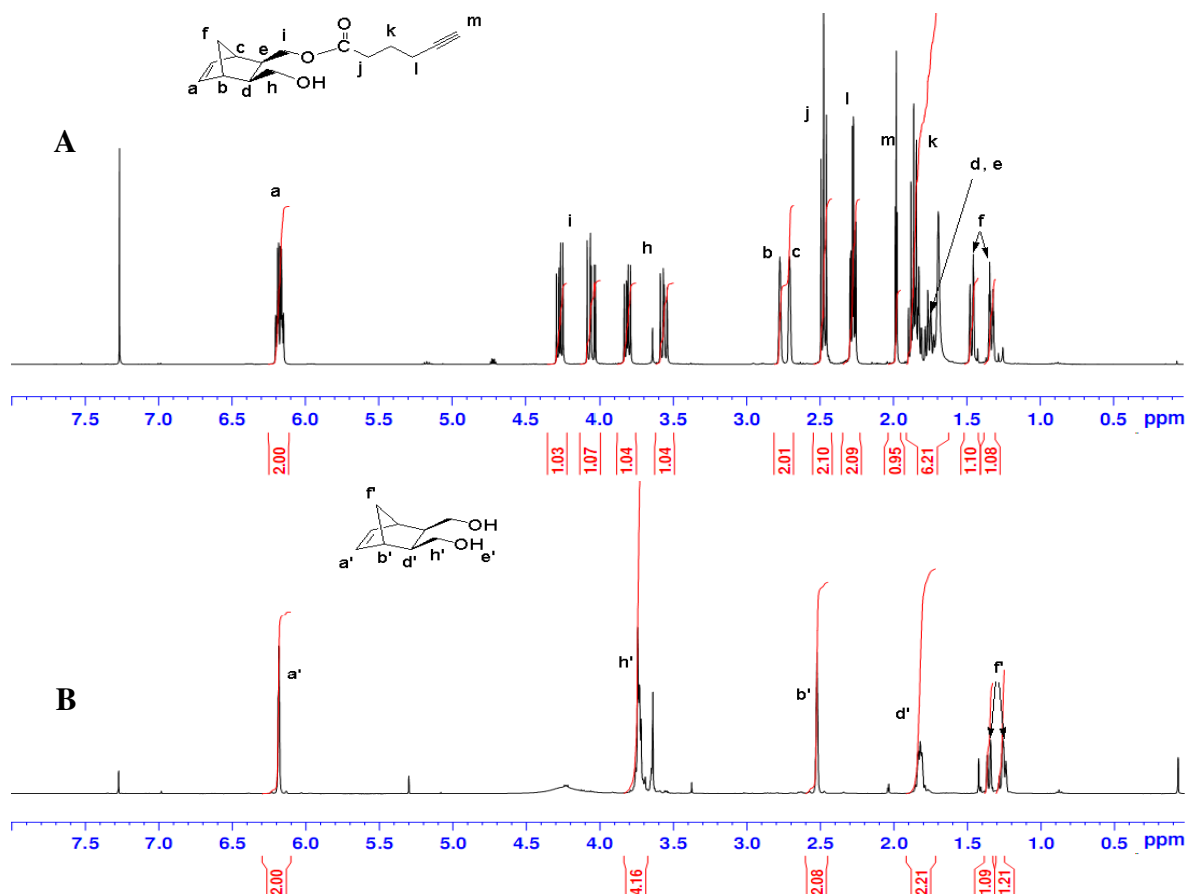 f
i
O
k
m
c
e
O
j
l
a
b
d
h
OH
A
a
i
h
b
c
j
l
m
k
d, e
f
7.5 7.0 6.5 6.0 5.5 5.0 4.5 4.0 3.5 3.0 2.5 2.0 1.5 1.0 0.5 ppm
2.00 1.03 1.07 1.04 1.04 2.01 2.10 2.09 0.95 6.21 1.10 1.08
f'
OH
OH
a'
b'
d'
h'
e'
B
a'
h'
b'
d'
f'
7.5 7.0 6.5 6.0 5.5 5.0 4.5 4.0 3.5 3.0 2.5 2.0 1.5 1.0 0.5 ppm
2.00 4.16 2.08 2.21 1.09 1.21